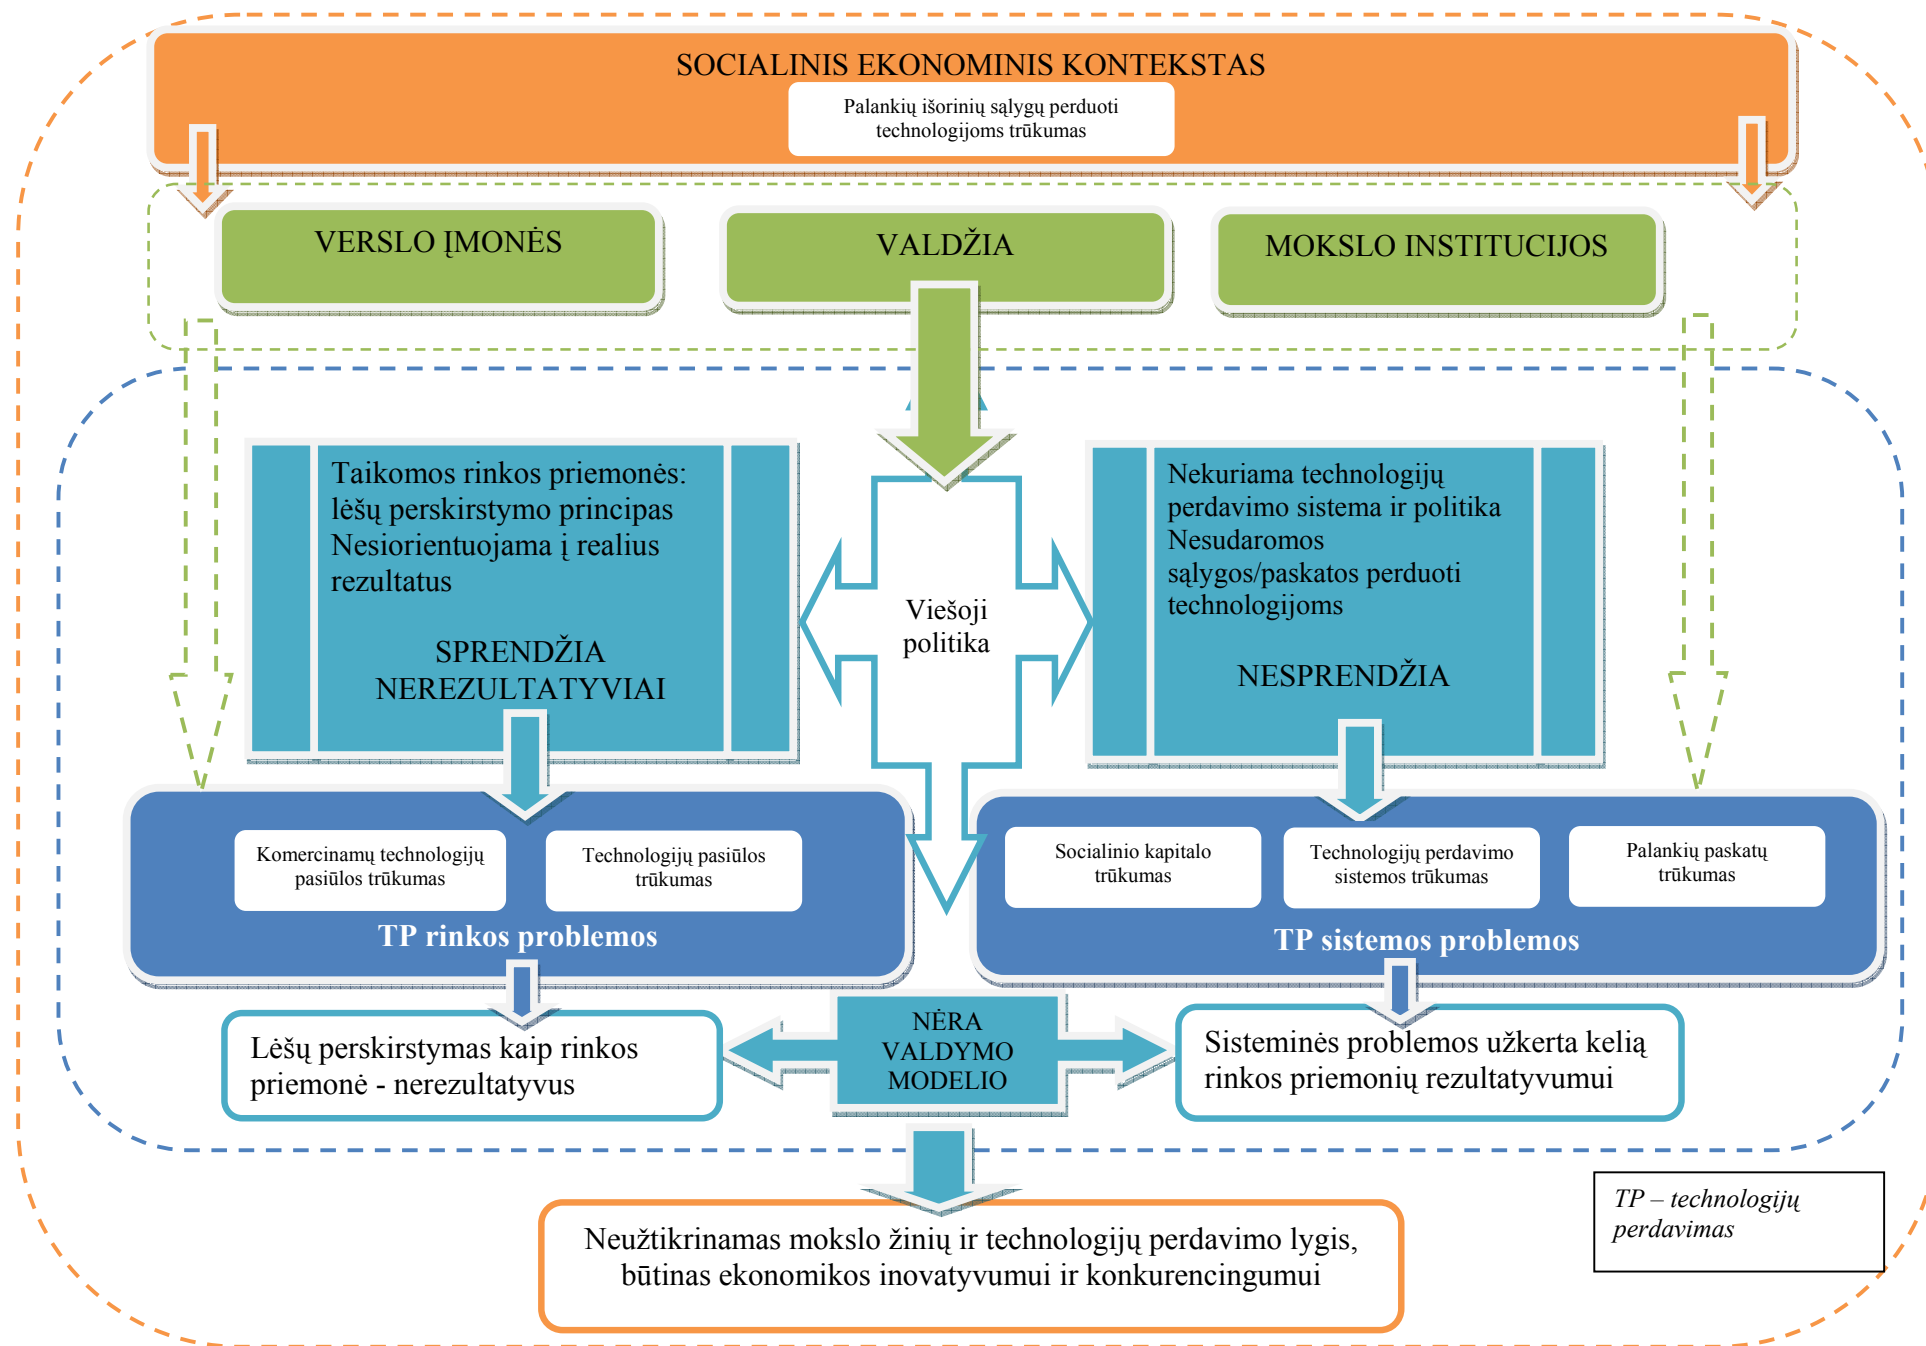 SOCIALINIS EKONOMINIS KONTEKSTAS
Palankių išorinių sąlygų perduoti
technologijoms trūkumas
VERSLO ĮMONĖS
VALDŽIA
MOKSLO INSTITUCIJOS
Taikomos rinkos priemonės:
lėšų perskirstymo principas
Nesiorientuojama į realius
rezultatus
SPRENDŽIA
NEREZULTATYVIAI
Viešoji
politika
Nekuriama technologijų
perdavimo sistema ir politika
Nesudaromos
sąlygos/paskatos perduoti
technologijoms
NESPRENDŽIA
Komercinamų technologijų
pasiūlos trūkumas
Technologijų pasiūlos
trūkumas
TP rinkos problemos
Socialinio kapitalo
trūkumas
Technologijų perdavimo
sistemos trūkumas
Palankių paskatų
trūkumas
TP sistemos problemos
Lėšų perskirstymas kaip rinkos
priemonė - nerezultatyvus
NĖRA
VALDYMO
MODELIO
Sisteminės problemos užkerta kelią
rinkos priemonių rezultatyvumui
Neužtikrinamas mokslo žinių ir technologijų perdavimo lygis,
būtinas ekonomikos inovatyvumui ir konkurencingumui
TP – technologijų
perdavimas